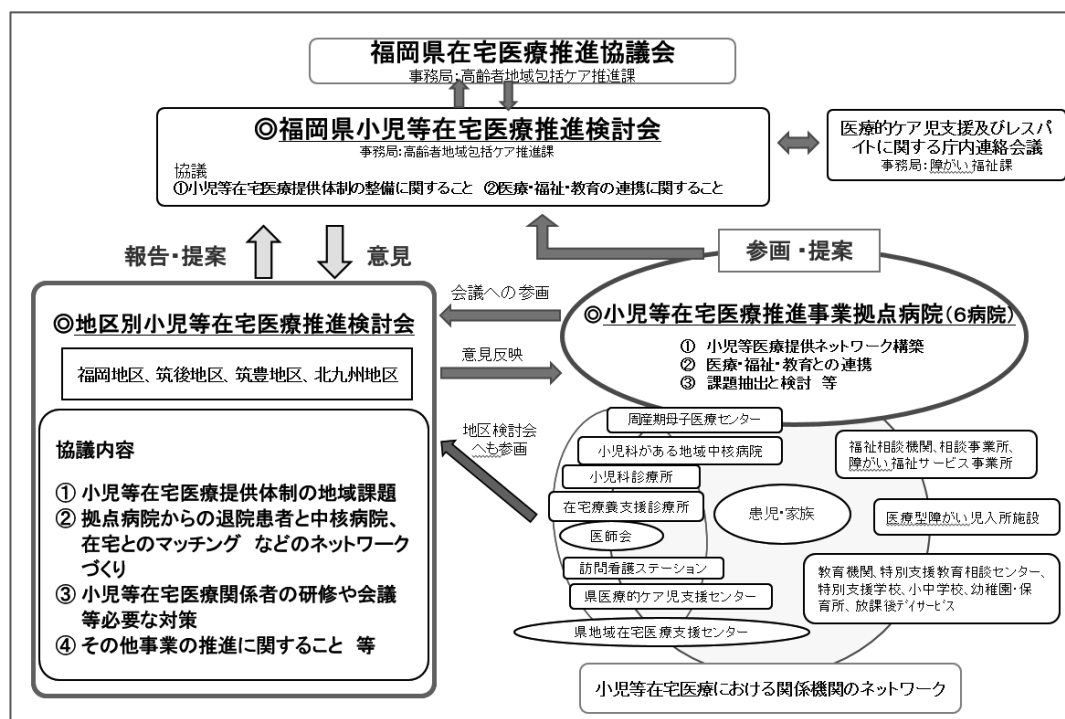 福岡県在宅医療推進協議会
事務局：高齢者地域包括ケア推進課
◎福岡県小児等在宅医療推進検討会
事務局：高齢者地域包括ケア推進課
協議
①小児等在宅医療提供体制の整備に関すること ②医療・福祉・教育の連携に関すること
医療的ケア児支援及びレスパ
イトに関する庁内連絡会議
事務局：障がい福祉課
報告・提案
意見
参画・提案
会議への参画
意見反映
地区検討会
へも参画
◎地区別小児等在宅医療推進検討会
福岡地区、筑後地区、筑豊地区、北九州地区
協議内容
① 小児等在宅医療提供体制の地域課題
② 拠点病院からの退院患者と中核病院、
在宅とのマッチング などのネットワーク
づくり
③ 小児等在宅医療関係者の研修や会議
等必要な対策
④ その他事業の推進に関すること 等
◎小児等在宅医療推進事業拠点病院（6病院）
① 小児等医療提供ネットワーク構築
② 医療・福祉・教育との連携
③ 課題抽出と検討 等
周産期母子医療センター
小児科がある地域中核病院
小児科診療所
在宅療養支援診療所
医師会
訪問看護ステーション
県医療的ケア児支援センター
県地域在宅医療支援センター
患児・家族
福祉相談機関、相談事業所、
障がい福祉サービス事業所
医療型障がい児入所施設
教育機関、特別支援教育相談センター、
特別支援学校、小中学校、幼稚園・保
育所、放課後デイサービス
小児等在宅医療における関係機関のネットワーク